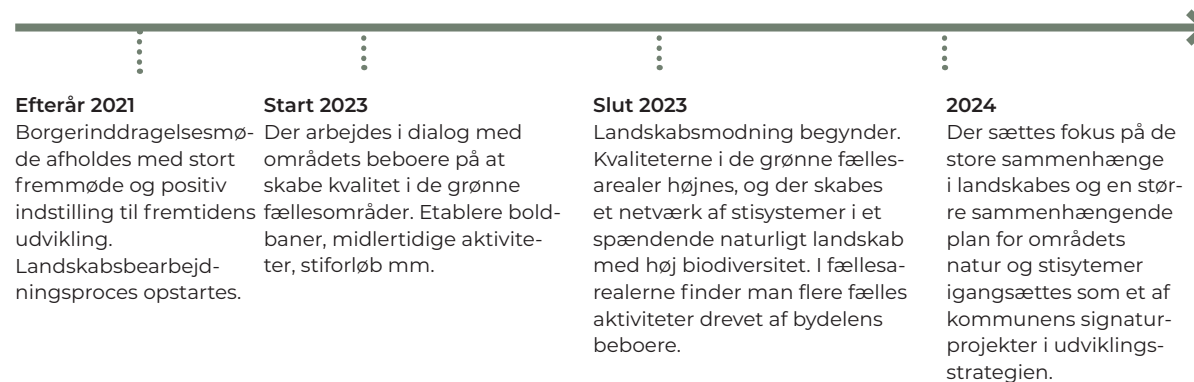 Efterår 2021
Borgerinddragelsesmø-
de afholdes med stort
fremmøde og positiv
indstilling til fremtidens
udvikling.
Landskabsbearbejd-
ningsproces opstartes.
Start 2023
Der arbejdes i dialog med
områdets beboere på at
skabe kvalitet i de grønne
fællesområder. Etablere bold-
baner, midlertidige aktivite-
ter, stiforløb mm.
Slut 2023
Landskabsmodning begynder.
Kvaliteterne i de grønne fælles-
arealer højnes, og der skabes
et netværk af stisystemer i et
spændende naturligt landskab
med høj biodiversitet. I fællesa-
realerne finder man flere fælles
aktiviteter drevet af bydelens
beboere.
2024
Der sættes fokus på de
store sammenhænge
i landskabes og en stør-
re sammenhængende
plan for områdets
natur og stisytemer
igangsættes som et af
kommunens signatur-
projekter i udviklings-
strategien.